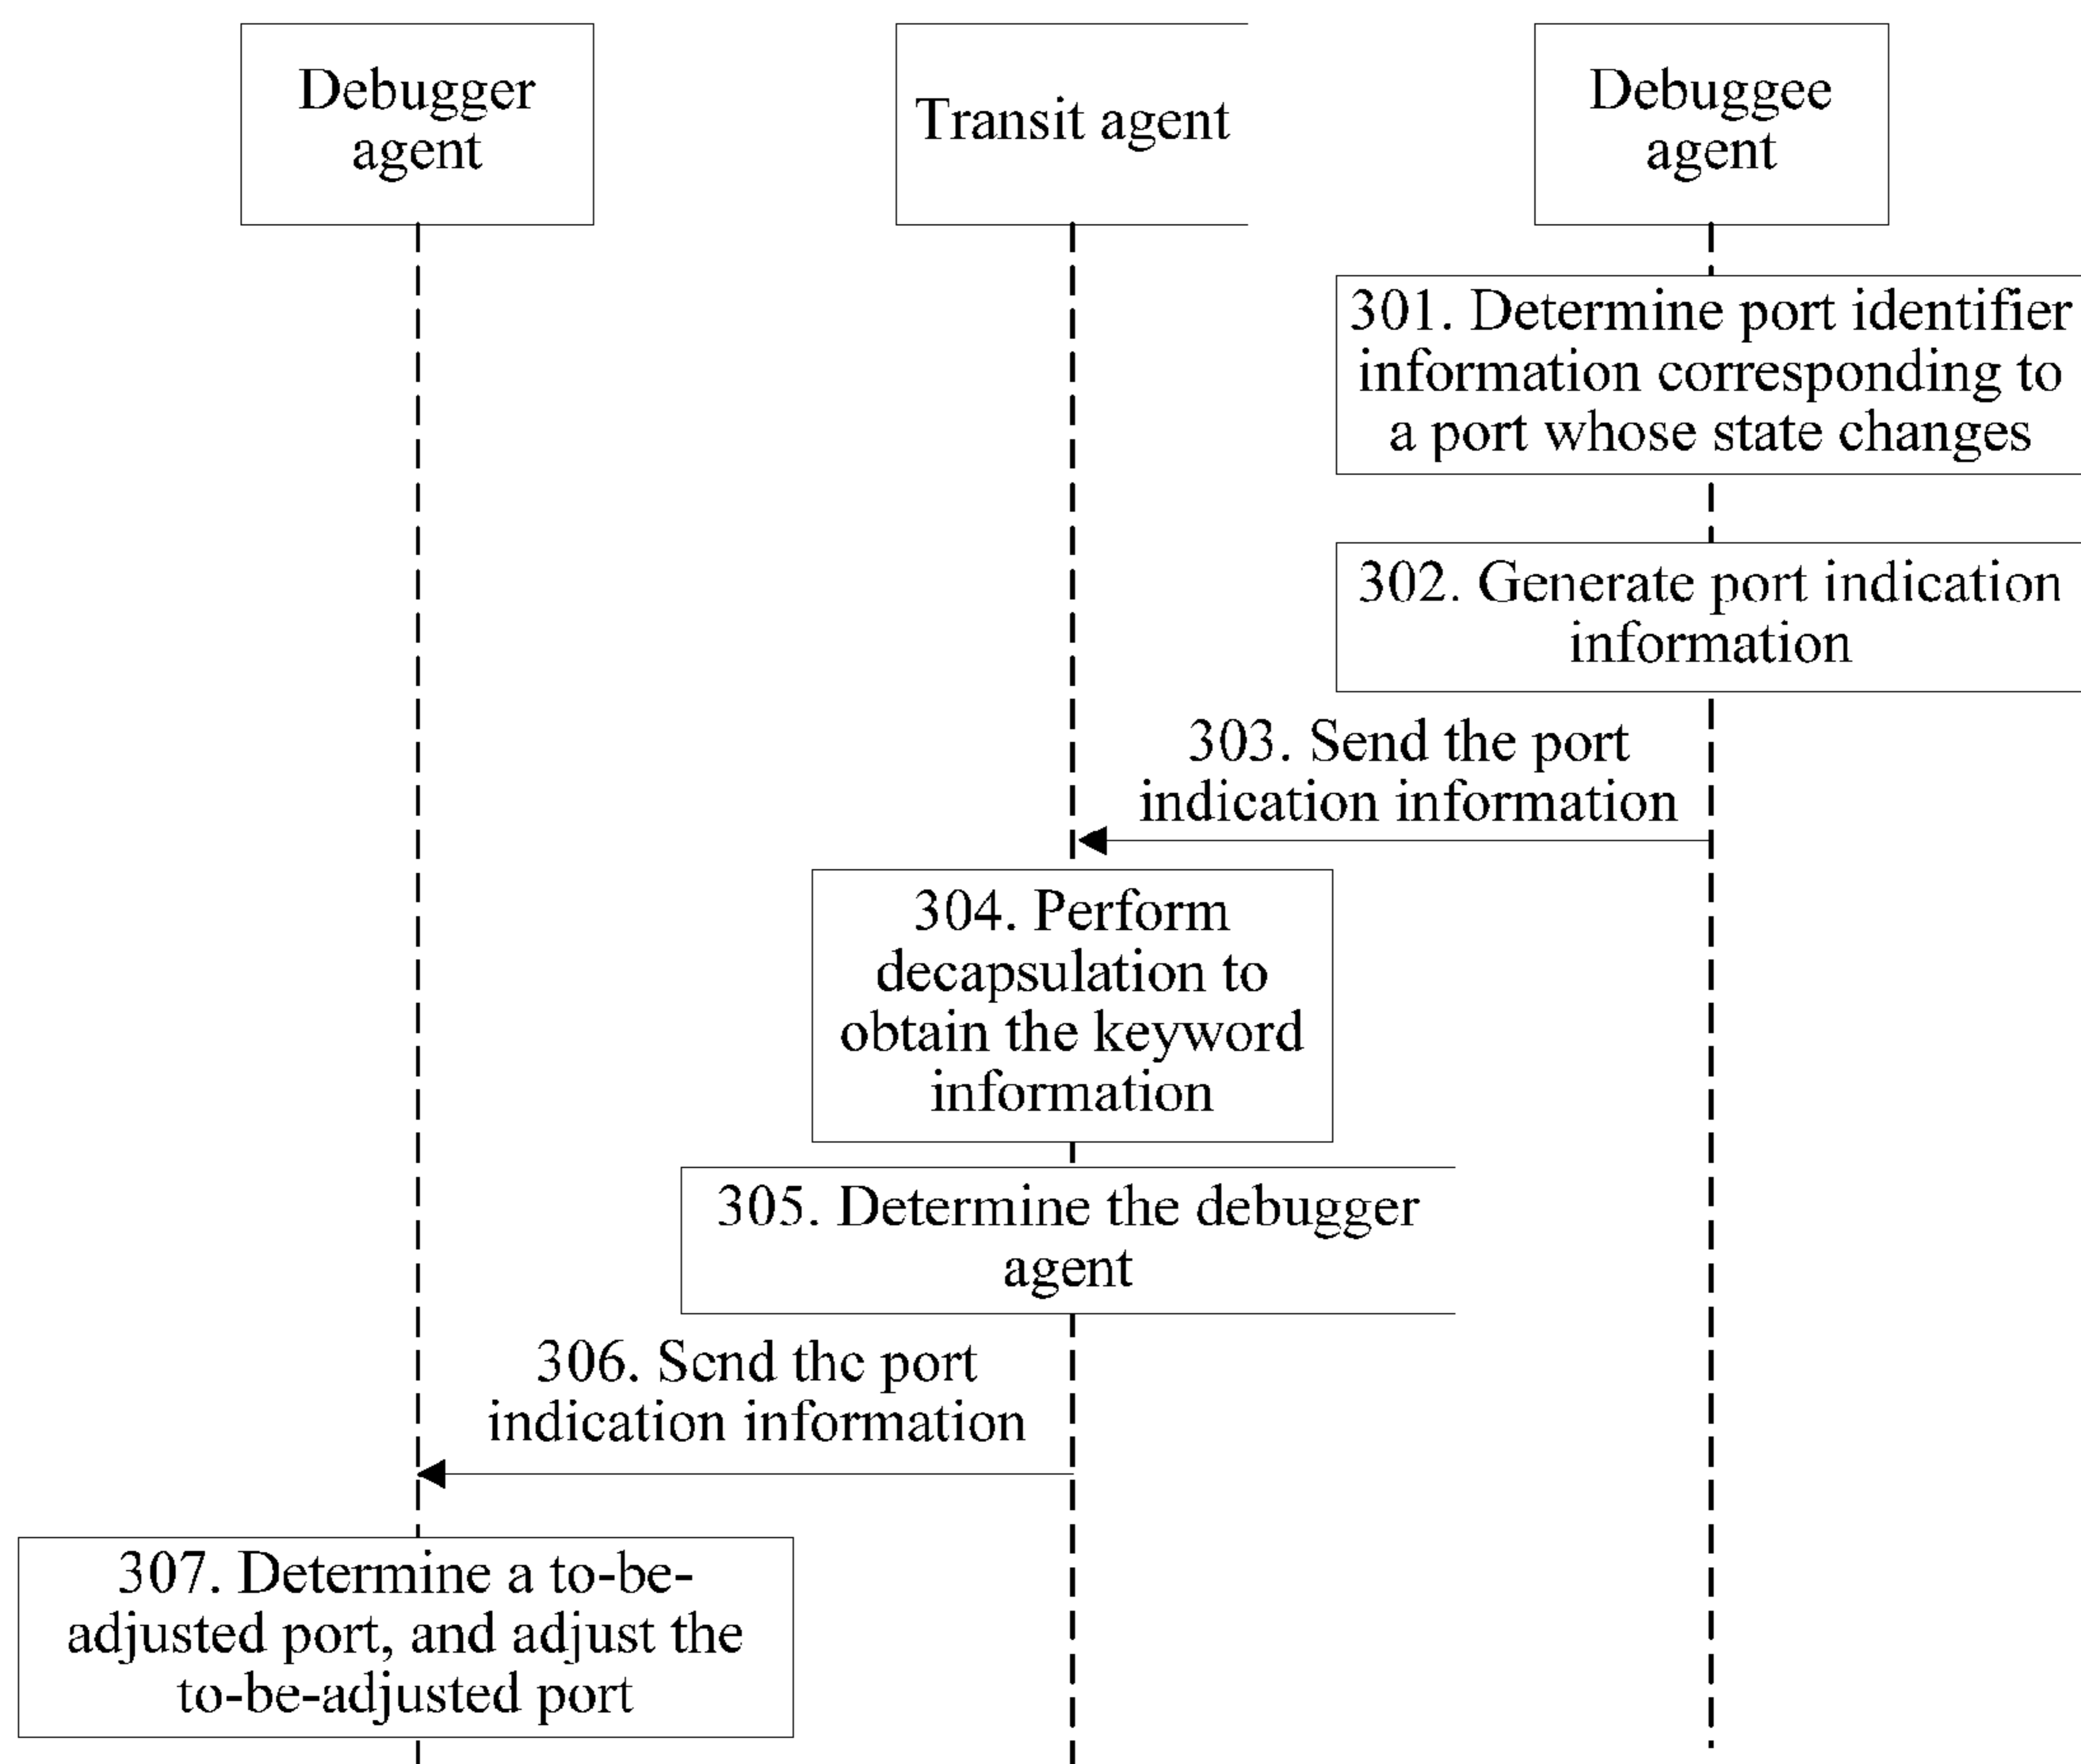 Debugger
agent
Transit agent
Debuggee
agent
301. Determine port identifier
information corresponding to
a port whose state changes
302. Generate port indication
information
303. Send the port
indication information
304. Perform
decapsulation to
obtain the keyword
information
305. Determine the debugger
agent
306. Send the port
indication information
307. Determine a to-be-
adjusted port, and adjust the
to-be-adjusted port